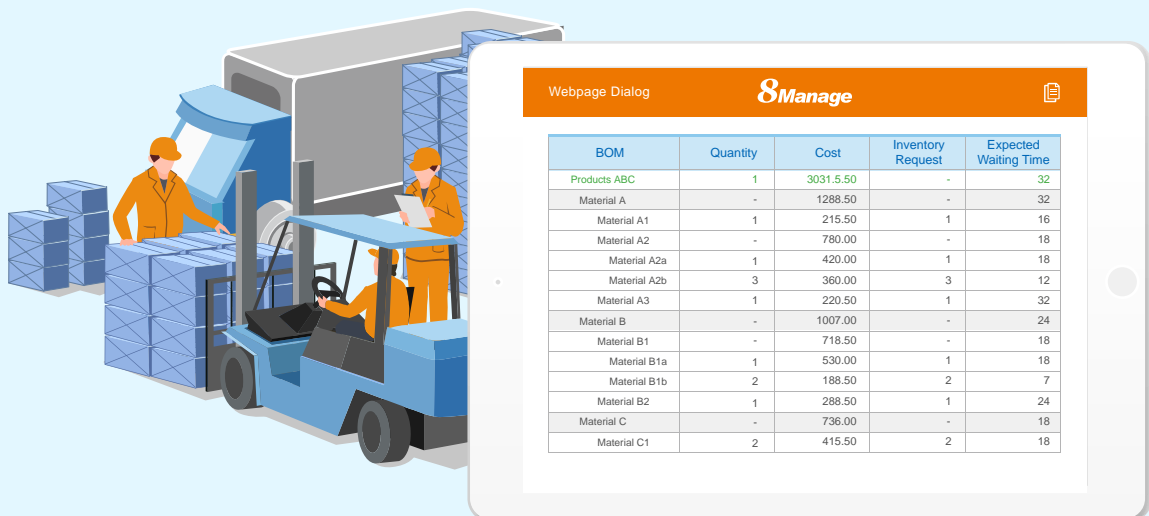 Webpage Dialog 8Manage
BOM Quantity Cost Inventory Request Expected Waiting Time
Products ABC 1 3031.5.50 - 32
Material A - 1288.50 - 32
Material A1 1 215.50 1 16
Material A2 - 780.00 - 18
Material A2a 1 420.00 1 18
Material A2b 3 360.00 3 12
Material A3 1 220.50 1 32
Material B - 1007.00 - 24
Material B1 - 718.50 - 18
Material B1a 1 530.00 1 18
Material B1b 2 188.50 2 7
Material B2 1 288.50 1 24
Material C - 736.00 - 18
Material C1 2 415.50 2 18